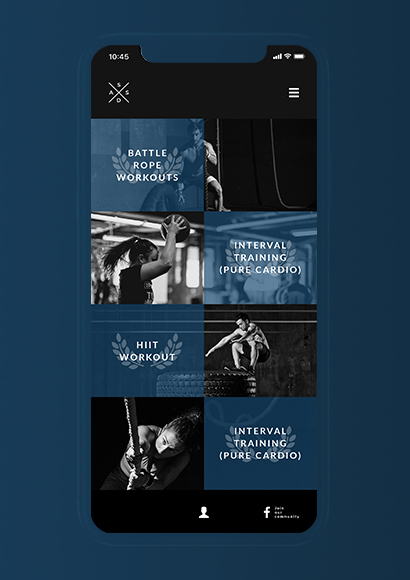 10:45
S
A S
D
BATTLE
ROPE
WORKOUTS
INTERVAL
TRAINING
(PURE CARDIO)
HIIT
WORKOUT
INTERVAL
TRAINING
(PURE CARDIO)
Join
our
community